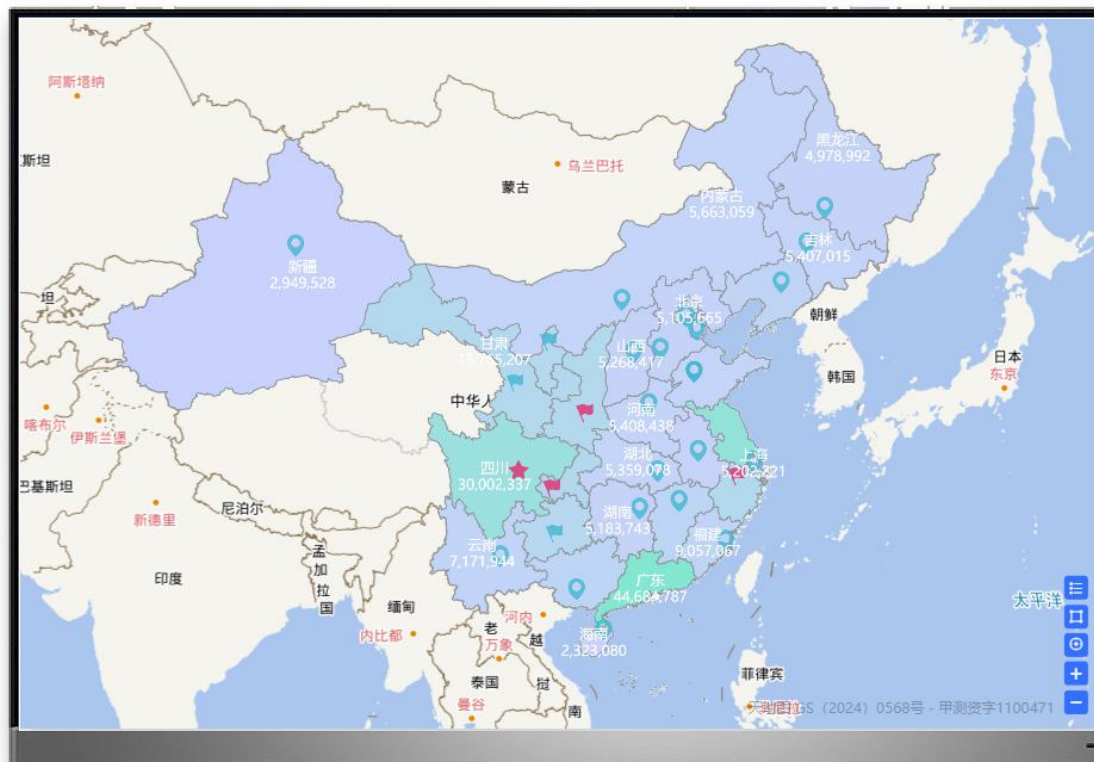 阿斯塔纳
斯坦
乌兰巴托
蒙古
黑龙江
4,978,992
内蒙古
5,663,059
吉林
5,407,015
新疆
2,949,528
坦
北京
5,105,665
朝鲜
甘肃
山西
5,268,417
日本
东京
韩国
中华人
喀布尔
伊斯兰堡
河南
5,408,438
湖北
5,359,078
上海
5,202,221
四川
30,002,337
巴基斯坦
尼泊尔
新德里
湖南
5,183,743
福建
9,057,067
云南
7,171,944
孟
加
拉
国
印度
缅甸
广东
44,684,787
太平洋
河内
内比都
老
越
万象
海南
2,323,080
泰国
挝
菲律宾
曼谷
南
GS（2024）0568号 - 甲测资字1100471